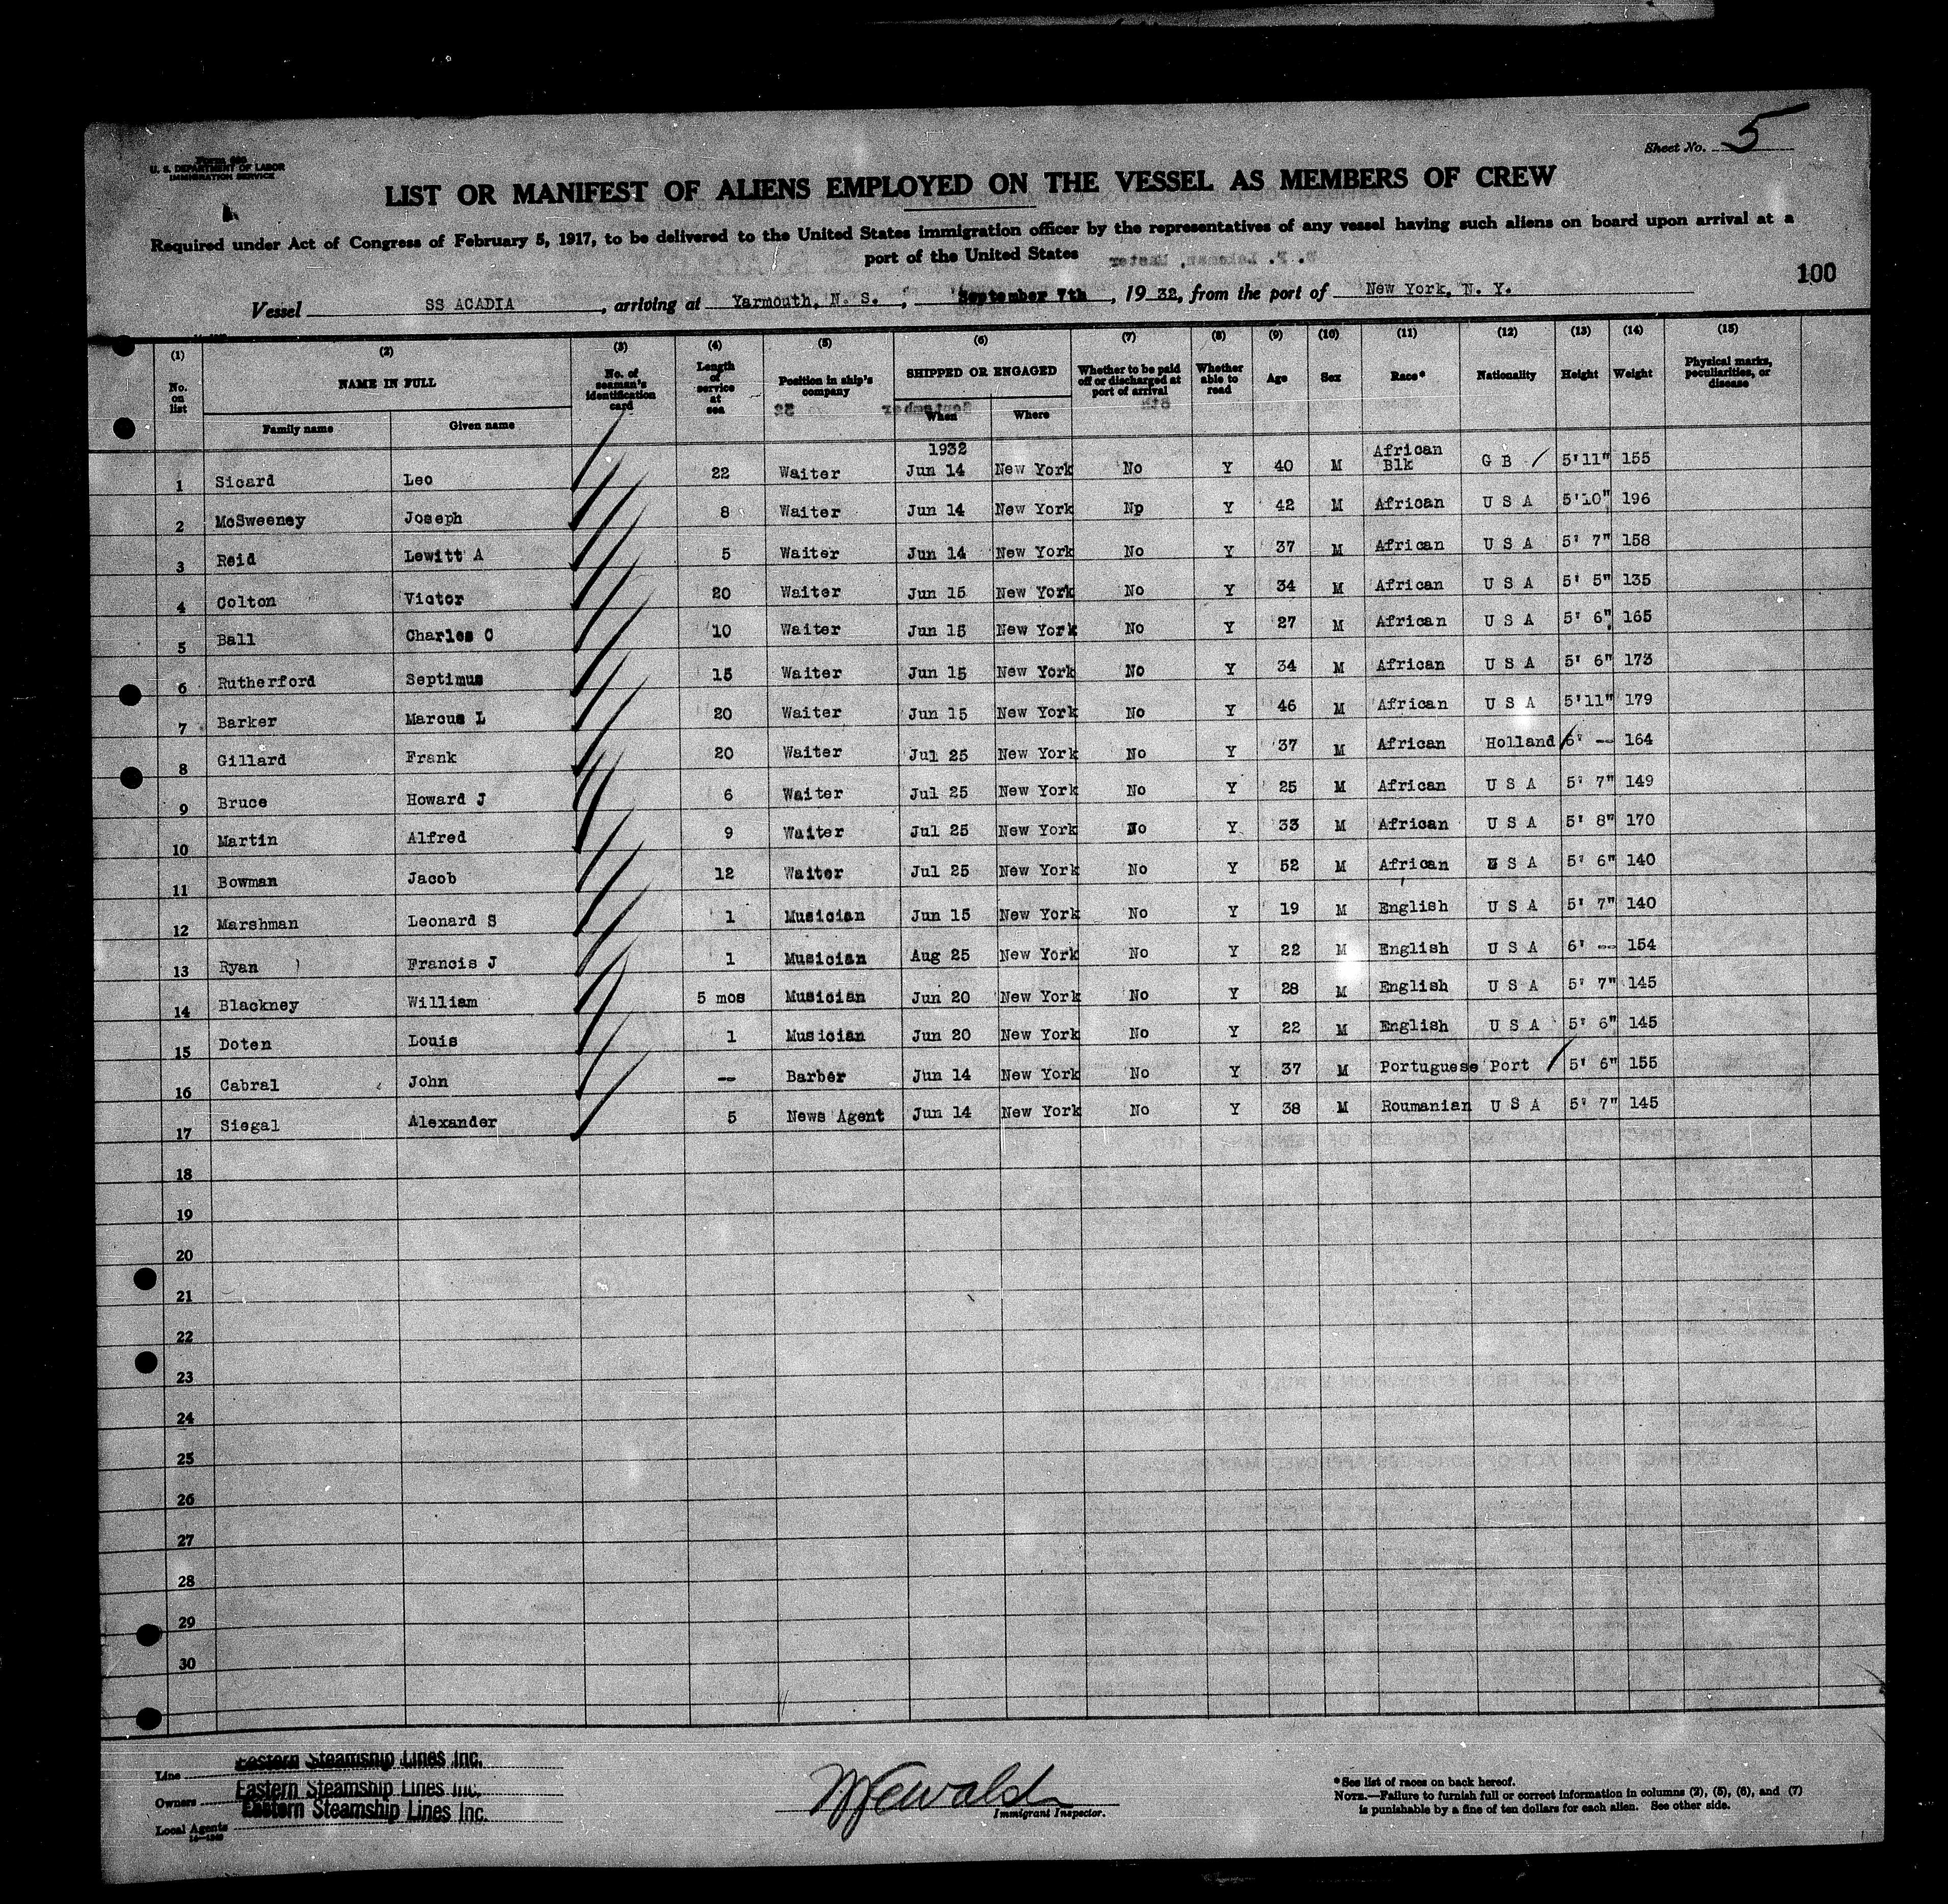 Sheet No. 5
U. S. DEPARTMENT OF LABOR
IMMIGRATION SERVICE
LIST OR MANIFEST OF ALIENS EMPLOYED ON THE VESSEL AS MEMBERS OF CREW
Required under Act of Congress of February 5, 1917, to be delivered to the United States immigration officer by the representatives of any vessel having such aliens on board upon arrival at a
port of the United States
100
Vessel SS ACADIA, arriving at Yarmouth, N. S., September 7th, 1932, from the port of New York, N. Y.
(1) (2) (3) (4) (5) (6) (7) (8) (9) (10) (11) (12) (13) (14) (15)
No. on list NAME IN FULL No. of seaman's identification card Length of service at sea Position in ship's company SHIPPED OR ENGAGED Whether to be paid off or discharged at port of arrival Whether able to read Age Sex Race* Nationality Height Weight Physical marks, peculiarities, or disease
Family name Given name When Where
1932
1 Sicard Leo 22 Waiter Jun 14 New York No Y 40 M African Blk G B 5'11" 155
2 McSweeney Joseph 8 Waiter Jun 14 New York Np Y 42 M African U S A 5'10" 196
3 Reid Lewitt A 5 Waiter Jun 14 New York No Y 37 M African U S A 5' 7" 158
4 Colton Victor 20 Waiter Jun 15 New York No Y 34 M African U S A 5' 5" 135
5 Ball Charles C 10 Waiter Jun 15 New York No Y 27 M African U S A 5' 6" 165
6 Rutherford Septimus 15 Waiter Jun 15 New York No Y 34 M African U S A 5' 6" 173
7 Barker Marcus L 20 Waiter Jun 15 New York No Y 46 M African U S A 5'11" 179
8 Gillard Frank 20 Waiter Jul 25 New York No Y 37 M African Holland 6' -- 164
9 Bruce Howard J 6 Waiter Jul 25 New York No Y 25 M African U S A 5' 7" 149
10 Martin Alfred 9 Waiter Jul 25 New York No Y 33 M African U S A 5' 8" 170
11 Bowman Jacob 12 Waiter Jul 25 New York No Y 52 M African U S A 5' 6" 140
12 Marshman Leonard S 1 Musician Jun 15 New York No Y 19 M English U S A 5' 7" 140
13 Ryan Francis J 1 Musician Aug 25 New York No Y 22 M English U S A 6' -- 154
14 Blackney William 5 mos Musician Jun 20 New York No Y 28 M English U S A 5' 7" 145
15 Doten Louis 1 Musician Jun 20 New York No Y 22 M English U S A 5' 6" 145
16 Cabral John -- Barber Jun 14 New York No Y 37 M Portuguese Port 5' 6" 155
17 Siegal Alexander 5 News Agent Jun 14 New York No Y 38 M Roumanian U S A 5' 7" 145
18
19
20
21
22
23
24
25
26
27
28
29
30
Line Eastern Steamship Lines Inc.
Owners Eastern Steamship Lines Inc.
Local Agents Eastern Steamship Lines Inc.
Immigrant Inspector.
*See list of races on back hereof.
NOTE.—Failure to furnish full or correct information in columns (2), (5), (6), and (7)
is punishable by a fine of ten dollars for each alien. See other side.